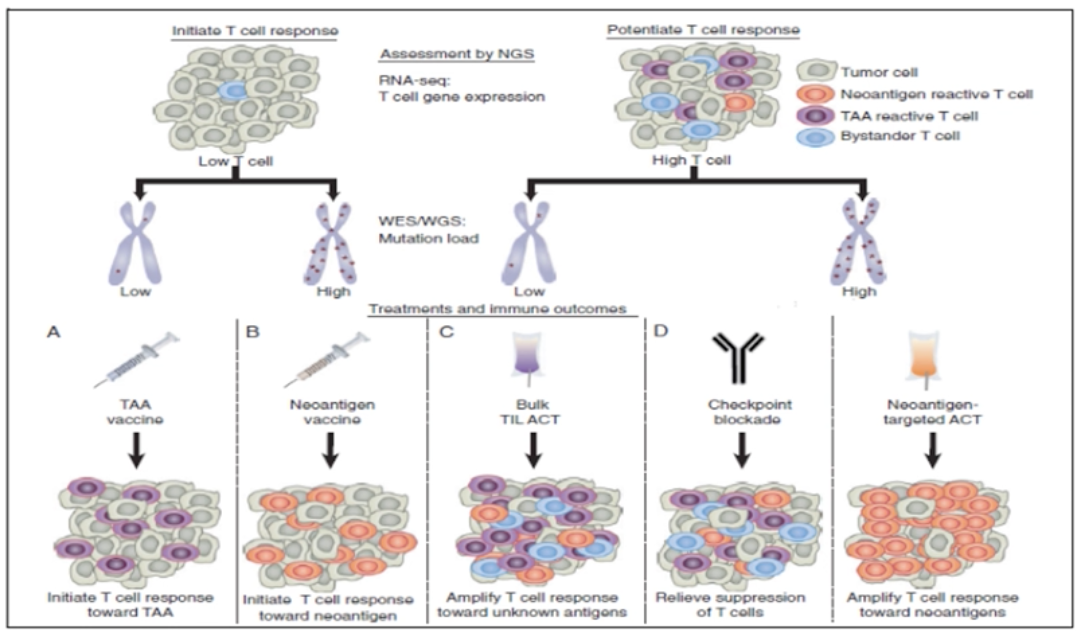 Initiate T cell response
Potentiate T cell response
Assessment by NGS
RNA-seq:
T cell gene expression
Tumor cell
Neoantigen reactive T cell
TAA reactive T cell
Bystander T cell
Low T cell
High T cell
WES/WGS:
Mutation load
Low
High
Low
High
Treatments and immune outcomes
A
B
C
D
TAA
vaccine
Neoantigen
vaccine
Bulk
TIL ACT
Checkpoint
blockade
Neoantigen-
targeted ACT
Initiate T cell response
toward TAA
Initiate T cell response
toward neoantigen
Amplify T cell response
toward unknown antigens
Relieve suppression
of T cells
Amplify T cell response
toward neoantigens